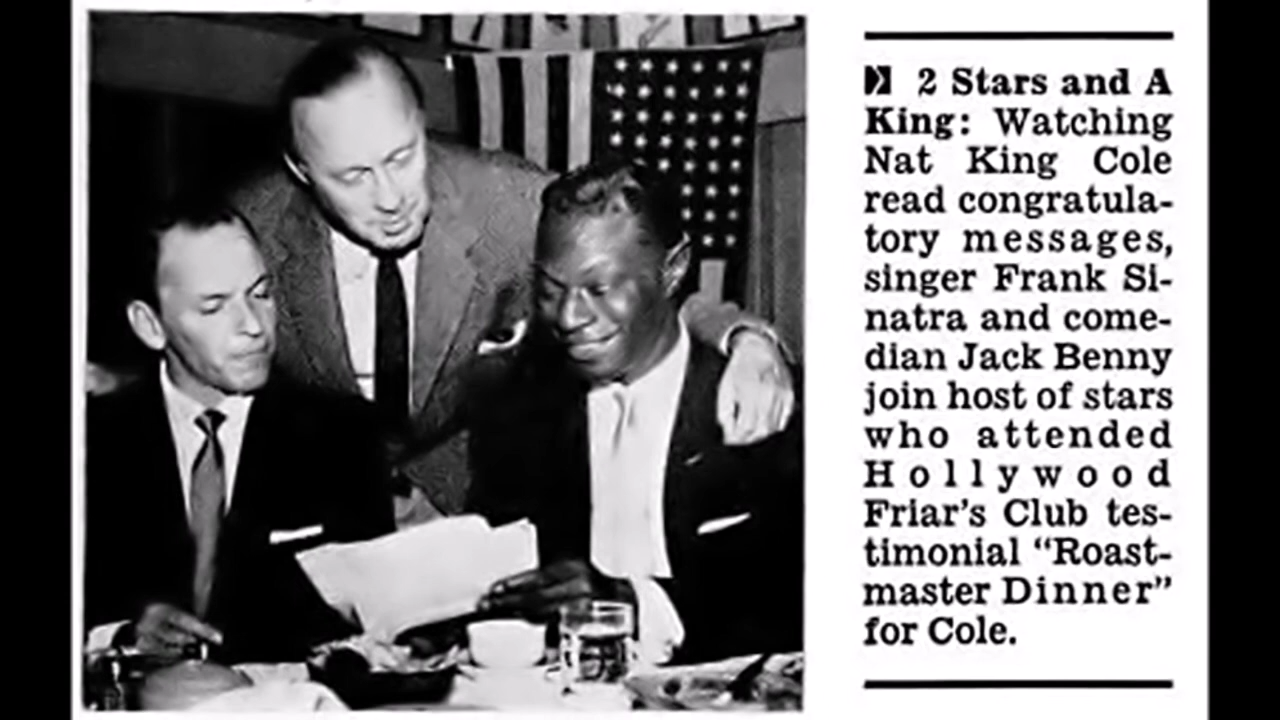 2 Stars and A
King: Watching
Nat King Cole
read congratula-
tory messages,
singer Frank Si-
natra and come-
dian Jack Benny
join host of stars
who attended
Hollywood
Friar's Club tes-
timonial “Roast-
master Dinner”
for Cole.